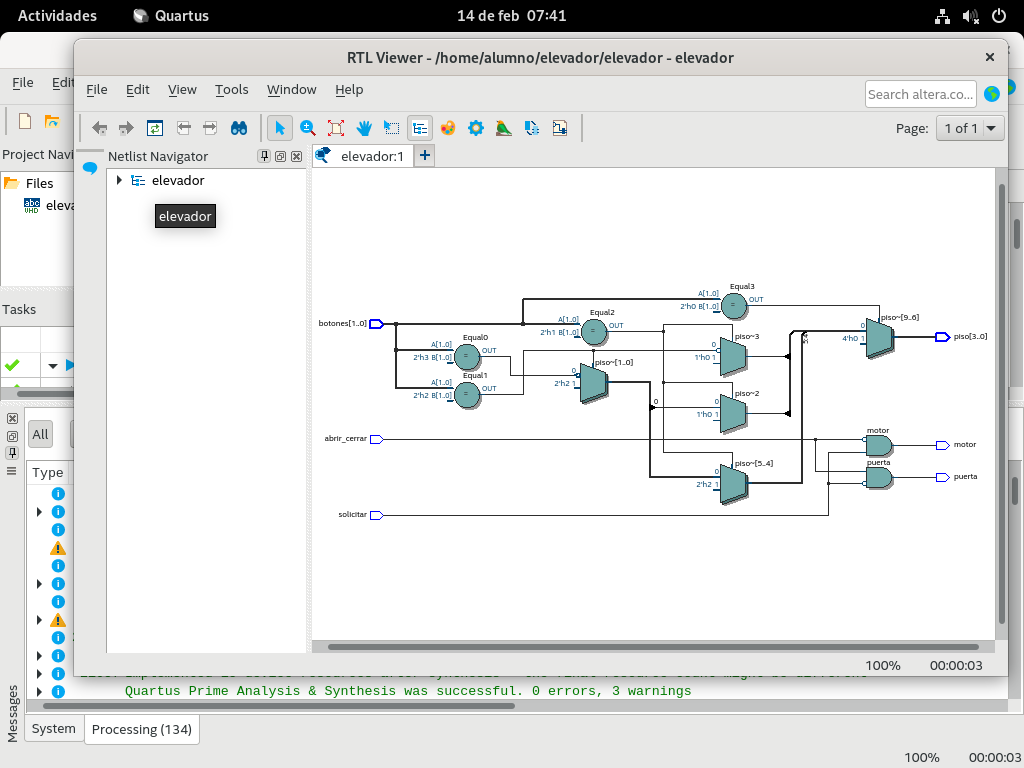 Actividades
Quartus
14 de feb 07:41
RTL Viewer - /home/alumno/elevador/elevador - elevador
File Edit
File Edit View Tools Window Help
Search altera.co...
Page: 1 of 1
Project Navi
Netlist Navigator
elevador:1
Files
elevador
elevador
Tasks
Equal3
A[1..0]
2'h0 B[1..0]
OUT
botones[1..0]
Equal2
A[1..0]
2'h1 B[1..0]
OUT
Equal0
A[1..0]
2'h3 B[1..0]
OUT
Equal1
A[1..0]
2'h2 B[1..0]
OUT
piso~[1..0]
0
2'h2 1
piso~3
0
1'h0 1
piso~2
0
0
1'h0 1
piso~[5..4]
0
2'h2 1
piso~[9..6]
0
4'h0 1
piso[3..0]
abrir_cerrar
motor
motor
puerta
puerta
solicitar
100% 00:00:03
All
Type
Quartus Prime Analysis & Synthesis was successful. 0 errors, 3 warnings
Messages
System
Processing (134)
100% 00:00:03